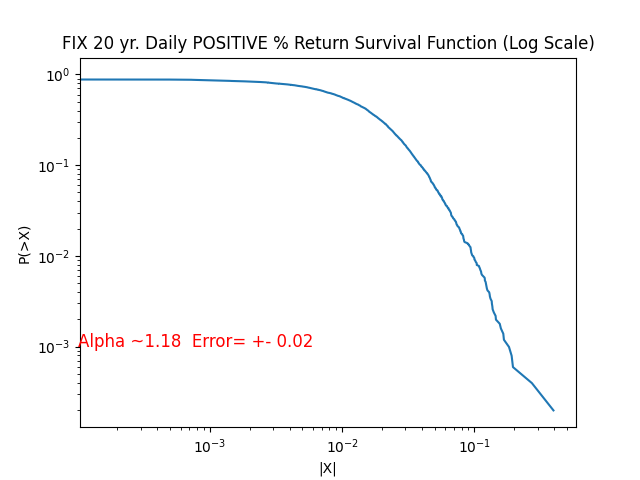 FIX 20 yr. Daily POSITIVE % Return Survival Function (Log Scale)
10⁰
10⁻¹
10⁻²
10⁻³
P(>X)
Alpha ~1.18  Error= +- 0.02
10⁻³ 10⁻² 10⁻¹
|X|